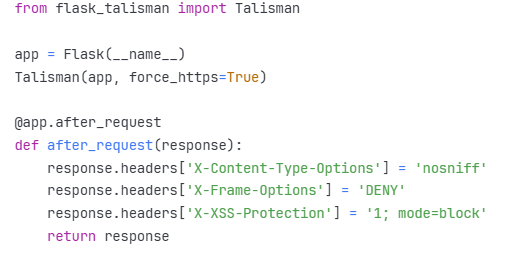 from flask_talisman import Talisman

app = Flask(__name__)
Talisman(app, force_https=True)

@app.after_request
def after_request(response):
    response.headers['X-Content-Type-Options'] = 'nosniff'
    response.headers['X-Frame-Options'] = 'DENY'
    response.headers['X-XSS-Protection'] = '1; mode=block'
    return response